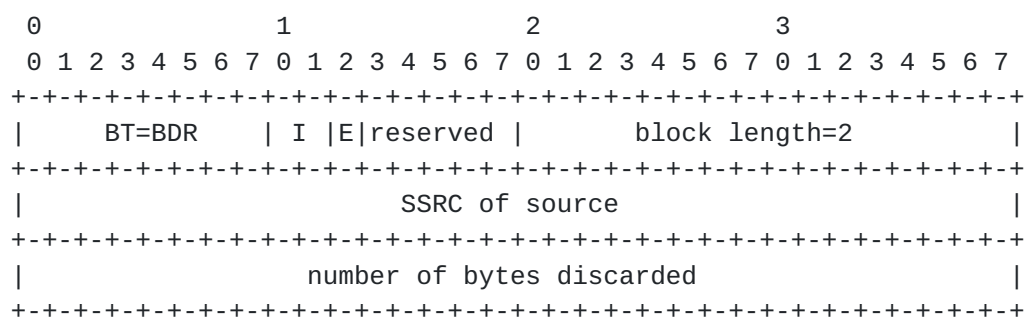 0                   1                   2                   3
 0 1 2 3 4 5 6 7 0 1 2 3 4 5 6 7 0 1 2 3 4 5 6 7 0 1 2 3 4 5 6 7
+-+-+-+-+-+-+-+-+-+-+-+-+-+-+-+-+-+-+-+-+-+-+-+-+-+-+-+-+-+-+-+-+
|     BT=BDR    | I |E|reserved |       block length=2          |
+-+-+-+-+-+-+-+-+-+-+-+-+-+-+-+-+-+-+-+-+-+-+-+-+-+-+-+-+-+-+-+-+
|                        SSRC of source                         |
+-+-+-+-+-+-+-+-+-+-+-+-+-+-+-+-+-+-+-+-+-+-+-+-+-+-+-+-+-+-+-+-+
|                  number of bytes discarded                    |
+-+-+-+-+-+-+-+-+-+-+-+-+-+-+-+-+-+-+-+-+-+-+-+-+-+-+-+-+-+-+-+-+